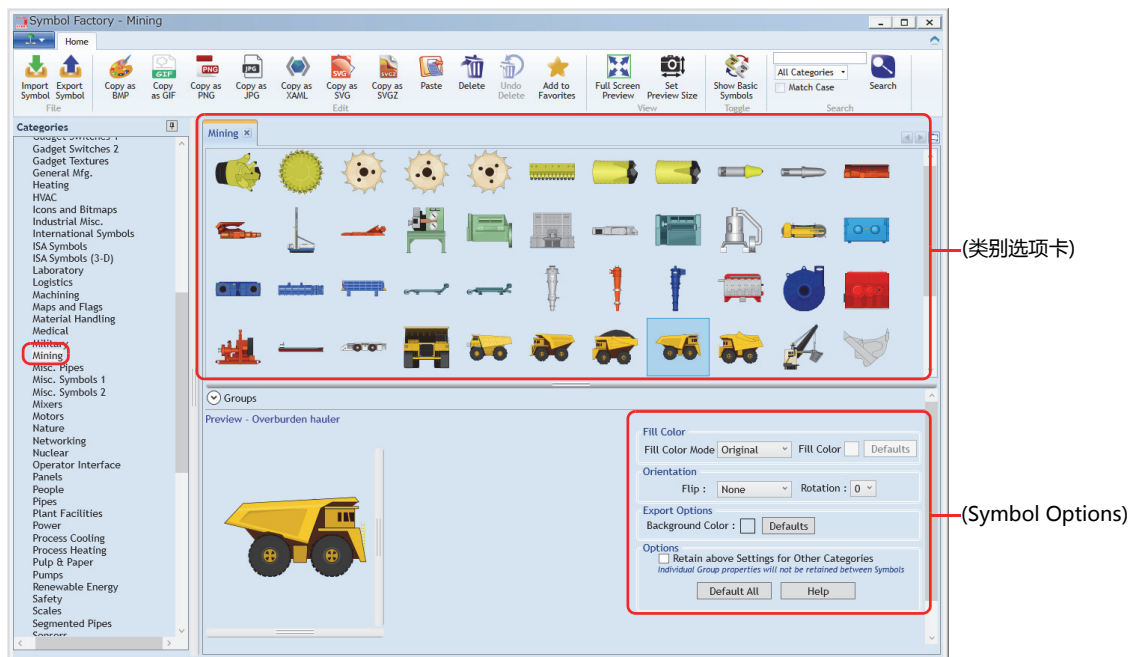 Symbol Factory - Mining
Home
Import Symbol
Export Symbol
Copy as BMP
Copy as GIF
Copy as PNG
Copy as JPG
Copy as XAML
Copy as SVG
Copy as SVGZ
Paste
Delete
Undo Delete
Add to Favorites
Full Screen Preview
Set Preview Size
Show Basic Symbols
All Categories
Match Case
Search
File
Edit
View
Toggle
Search
Categories
Gadget Switches 1
Gadget Switches 2
Gadget Textures
General Mfg.
Heating
HVAC
Icons and Bitmaps
Industrial Misc.
International Symbols
ISA Symbols
ISA Symbols (3-D)
Laboratory
Logistics
Machining
Maps and Flags
Material Handling
Medical
Military
Mining
Misc. Pipes
Misc. Symbols 1
Misc. Symbols 2
Mixers
Motors
Nature
Networking
Nuclear
Operator Interface
Panels
People
Pipes
Plant Facilities
Power
Process Cooling
Process Heating
Pulp & Paper
Pumps
Renewable Energy
Safety
Scales
Segmented Pipes
Sensors
Mining
(类别选项卡)
Groups
Preview - Overburden hauler
Fill Color
Fill Color Mode Original Fill Color Defaults
Orientation
Flip : None Rotation : 0
Export Options
Background Color : Defaults
Options
Retain above Settings for Other Categories
Individual Group properties will not be retained between Symbols
Default All Help
(Symbol Options)